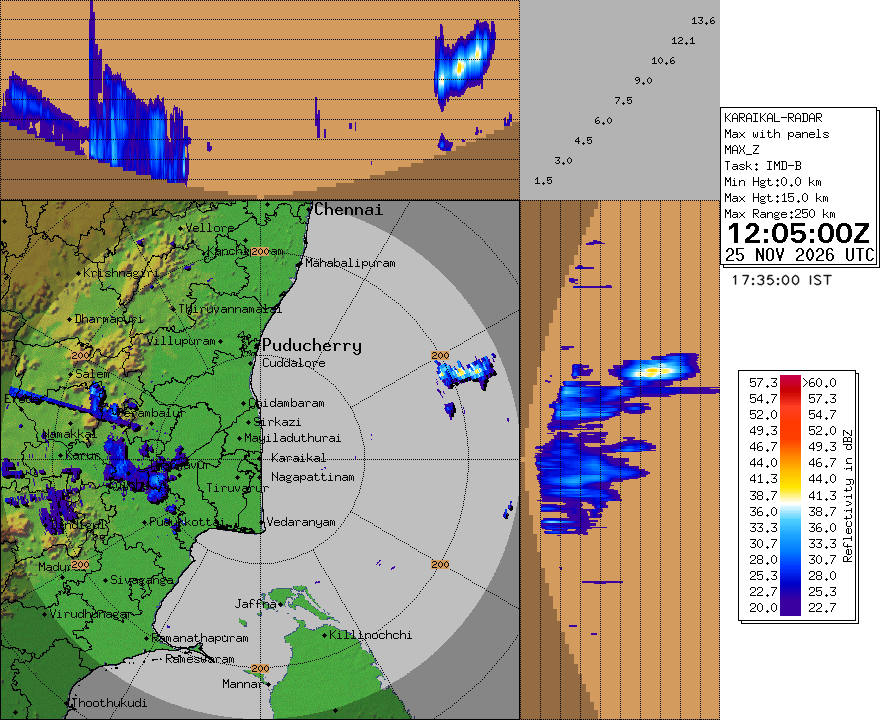 13.6
12.1
10.6
9.0
7.5
6.0
4.5
3.0
1.5
KARAIKAL-RADAR
Max with panels
MAX_Z
Task: IMD-B
Min Hgt:0.0 km
Max Hgt:15.0 km
Max Range:250 km
12:05:00Z
25 NOV 2026 UTC
17:35:00 IST
Chennai
Vellore
200
Mahabalipuram
Krishnagiri
Thiruvannamalai
Dharmapuri
Villupuram
Puducherry
200
200
Cuddalore
Salem
Chidambaram
Sirkazi
Namakkal
Mayiladuthurai
Karur
Karaikal
Nagapattinam
Tiruvarur
Pudukkottai
Vedaranyam
200
200
Sivaganga
Jaffna
Virudhunagar
Ramanathapuram
Killinochchi
Rameswaram
200
Mannar
Thoothukudi
57.3 >60.0
54.7 57.3
52.0 54.7
49.3 52.0
46.7 49.3
44.0 46.7
41.3 44.0
38.7 41.3
36.0 38.7
33.3 36.0
30.7 33.3
28.0 30.7
25.3 28.0
22.7 25.3
20.0 22.7
Reflectivity in dBZ